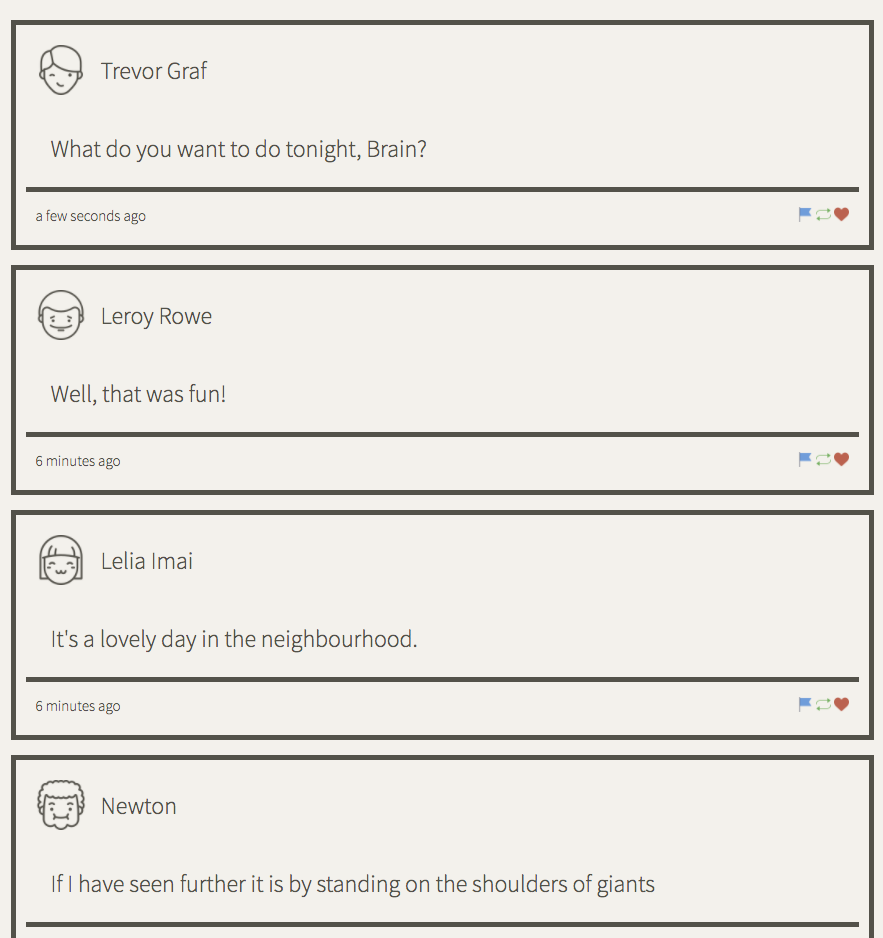 Trevor Graf
What do you want to do tonight, Brain?
a few seconds ago
Leroy Rowe
Well, that was fun!
6 minutes ago
Lelia Imai
It's a lovely day in the neighbourhood.
6 minutes ago
Newton
If I have seen further it is by standing on the shoulders of giants